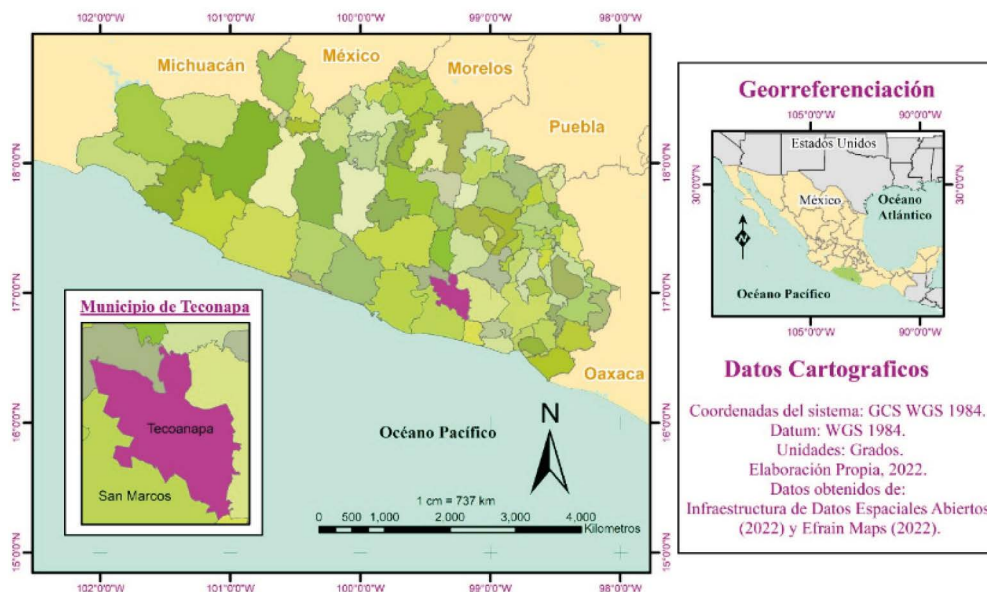 102°0'0"W
101°0'0"W
100°0'0"W
99°0'0"W
98°0'0"W
Michuacán
México
Morelos
Puebla
Oaxaca
18°0'0"N
17°0'0"N
16°0'0"N
15°0'0"N
18°0'0"N
17°0'0"N
16°0'0"N
15°0'0"N
Municipio de Teconapa
Tecoanapa
San Marcos
Océano Pacífico
N
1 cm = 737 km
0 500 1,000 2,000 3,000 4,000
Kilometros
102°0'0"W
101°0'0"W
100°0'0"W
99°0'0"W
98°0'0"W
Georreferenciación
105°0'0"W
90°0'0"W
Estados Unidos
30°0'0"N
30°0'0"N
México
Océano
Atlántico
N
Océano Pacífico
105°0'0"W
90°0'0"W
Datos Cartograficos
Coordenadas del sistema: GCS WGS 1984.
Datum: WGS 1984.
Unidades: Grados.
Elaboración Propia, 2022.
Datos obtenidos de:
Infraestructura de Datos Espaciales Abiertos
(2022) y Efrain Maps (2022).